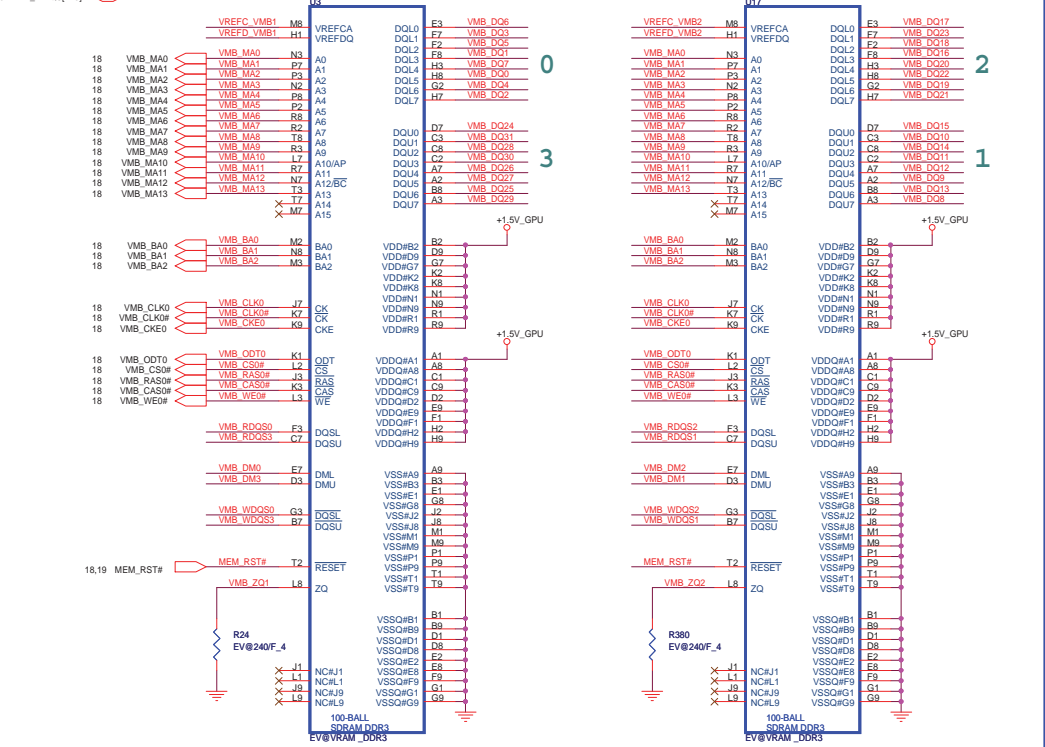 U3
VREFC_VMB1 M8 VREFCA DQL0 E3 VMB_DQ6
VREFD_VMB1 H1 VREFDQ DQL1 F7 VMB_DQ3
DQL2 F2 VMB_DQ5
18 VMB_MA0 VMB_MA0 N3 A0 DQL3 F8 VMB_DQ1
18 VMB_MA1 VMB_MA1 P7 A1 DQL4 H3 VMB_DQ7 0
18 VMB_MA2 VMB_MA2 P3 A2 DQL5 H8 VMB_DQ0
18 VMB_MA3 VMB_MA3 N2 A3 DQL6 G2 VMB_DQ4
18 VMB_MA4 VMB_MA4 P8 A4 DQL7 H7 VMB_DQ2
18 VMB_MA5 VMB_MA5 P2 A5
18 VMB_MA6 VMB_MA6 R8 A6
18 VMB_MA7 VMB_MA7 R2 A7 DQU0 D7 VMB_DQ24
18 VMB_MA8 VMB_MA8 T8 A8 DQU1 C3 VMB_DQ31
18 VMB_MA9 VMB_MA9 R3 A9 DQU2 C8 VMB_DQ28
18 VMB_MA10 VMB_MA10 L7 A10/AP DQU3 C2 VMB_DQ30 3
18 VMB_MA11 VMB_MA11 R7 A11 DQU4 A7 VMB_DQ26
18 VMB_MA12 VMB_MA12 N7 A12/BC DQU5 A2 VMB_DQ27
18 VMB_MA13 VMB_MA13 T3 A13 DQU6 B8 VMB_DQ25
T7 A14 DQU7 A3 VMB_DQ29
M7 A15
+1.5V_GPU
18 VMB_BA0 VMB_BA0 M2 BA0 VDD#B2 B2
18 VMB_BA1 VMB_BA1 N8 BA1 VDD#D9 D9
18 VMB_BA2 VMB_BA2 M3 BA2 VDD#G7 G7
VDD#K2 K2
VDD#K8 K8
VDD#N1 N1
18 VMB_CLK0 VMB_CLK0 J7 CK VDD#N9 N9
18 VMB_CLK0# VMB_CLK0# K7 CK VDD#R1 R1
18 VMB_CKE0 VMB_CKE0 K9 CKE VDD#R9 R9
+1.5V_GPU
18 VMB_ODT0 VMB_ODT0 K1 ODT VDDQ#A1 A1
18 VMB_CS0# VMB_CS0# L2 CS VDDQ#A8 A8
18 VMB_RAS0# VMB_RAS0# J3 RAS VDDQ#C1 C1
18 VMB_CAS0# VMB_CAS0# K3 CAS VDDQ#C9 C9
18 VMB_WE0# VMB_WE0# L3 WE VDDQ#D2 D2
VDDQ#E9 E9
VDDQ#F1 F1
VMB_RDQS0 F3 DQSL VDDQ#H2 H2
VMB_RDQS3 C7 DQSU VDDQ#H9 H9
VMB_DM0 E7 DML VSS#A9 A9
VMB_DM3 D3 DMU VSS#B3 B3
VSS#E1 E1
VSS#G8 G8
VMB_WDQS0 G3 DQSL VSS#J2 J2
VMB_WDQS3 B7 DQSU VSS#J8 J8
VSS#M1 M1
VSS#M9 M9
VSS#P1 P1
18,19 MEM_RST# MEM_RST# T2 RESET VSS#P9 P9
VSS#T1 T1
VMB_ZQ1 L8 ZQ VSS#T9 T9
VSSQ#B1 B1
VSSQ#B9 B9
R24 VSSQ#D1 D1
EV@240/F_4 VSSQ#D8 D8
VSSQ#E2 E2
J1 NC#J1 VSSQ#E8 E8
L1 NC#L1 VSSQ#F9 F9
J9 NC#J9 VSSQ#G1 G1
L9 NC#L9 VSSQ#G9 G9
100-BALL
SDRAM DDR3
EV@VRAM _DDR3
U17
VREFC_VMB2 M8 VREFCA DQL0 E3 VMB_DQ17
VREFD_VMB2 H1 VREFDQ DQL1 F7 VMB_DQ23
DQL2 F2 VMB_DQ18
VMB_MA0 N3 A0 DQL3 F8 VMB_DQ16
VMB_MA1 P7 A1 DQL4 H3 VMB_DQ20 2
VMB_MA2 P3 A2 DQL5 H8 VMB_DQ22
VMB_MA3 N2 A3 DQL6 G2 VMB_DQ19
VMB_MA4 P8 A4 DQL7 H7 VMB_DQ21
VMB_MA5 P2 A5
VMB_MA6 R8 A6
VMB_MA7 R2 A7 DQU0 D7 VMB_DQ15
VMB_MA8 T8 A8 DQU1 C3 VMB_DQ10
VMB_MA9 R3 A9 DQU2 C8 VMB_DQ14
VMB_MA10 L7 A10/AP DQU3 C2 VMB_DQ11 1
VMB_MA11 R7 A11 DQU4 A7 VMB_DQ12
VMB_MA12 N7 A12/BC DQU5 A2 VMB_DQ9
VMB_MA13 T3 A13 DQU6 B8 VMB_DQ13
T7 A14 DQU7 A3 VMB_DQ8
M7 A15
+1.5V_GPU
VMB_BA0 M2 BA0 VDD#B2 B2
VMB_BA1 N8 BA1 VDD#D9 D9
VMB_BA2 M3 BA2 VDD#G7 G7
VDD#K2 K2
VDD#K8 K8
VDD#N1 N1
VMB_CLK0 J7 CK VDD#N9 N9
VMB_CLK0# K7 CK VDD#R1 R1
VMB_CKE0 K9 CKE VDD#R9 R9
+1.5V_GPU
VMB_ODT0 K1 ODT VDDQ#A1 A1
VMB_CS0# L2 CS VDDQ#A8 A8
VMB_RAS0# J3 RAS VDDQ#C1 C1
VMB_CAS0# K3 CAS VDDQ#C9 C9
VMB_WE0# L3 WE VDDQ#D2 D2
VDDQ#E9 E9
VDDQ#F1 F1
VMB_RDQS2 F3 DQSL VDDQ#H2 H2
VMB_RDQS1 C7 DQSU VDDQ#H9 H9
VMB_DM2 E7 DML VSS#A9 A9
VMB_DM1 D3 DMU VSS#B3 B3
VSS#E1 E1
VSS#G8 G8
VMB_WDQS2 G3 DQSL VSS#J2 J2
VMB_WDQS1 B7 DQSU VSS#J8 J8
VSS#M1 M1
VSS#M9 M9
VSS#P1 P1
MEM_RST# T2 RESET VSS#P9 P9
VSS#T1 T1
VMB_ZQ2 L8 ZQ VSS#T9 T9
VSSQ#B1 B1
VSSQ#B9 B9
R380 VSSQ#D1 D1
EV@240/F_4 VSSQ#D8 D8
VSSQ#E2 E2
J1 NC#J1 VSSQ#E8 E8
L1 NC#L1 VSSQ#F9 F9
J9 NC#J9 VSSQ#G1 G1
L9 NC#L9 VSSQ#G9 G9
100-BALL
SDRAM DDR3
EV@VRAM _DDR3